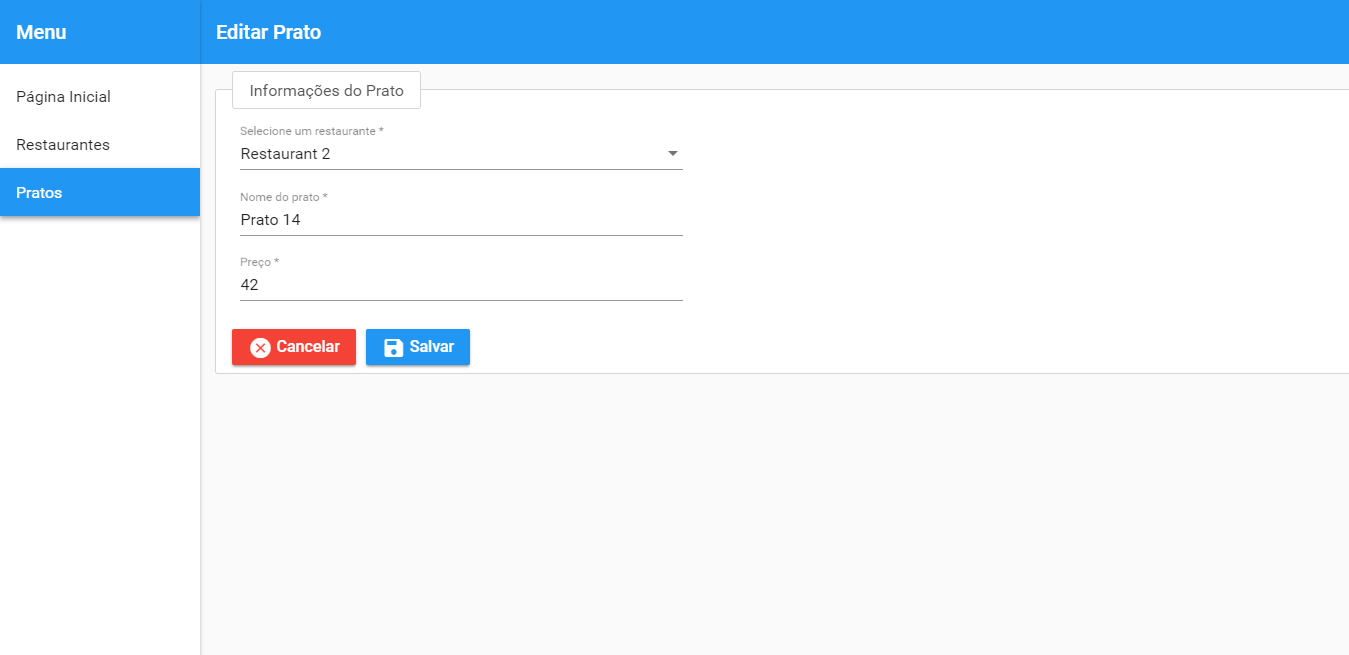 Menu
Editar Prato
Página Inicial
Restaurantes
Pratos
Informações do Prato
Selecione um restaurante *
Restaurant 2
Nome do prato *
Prato 14
Preço *
42
Cancelar
Salvar